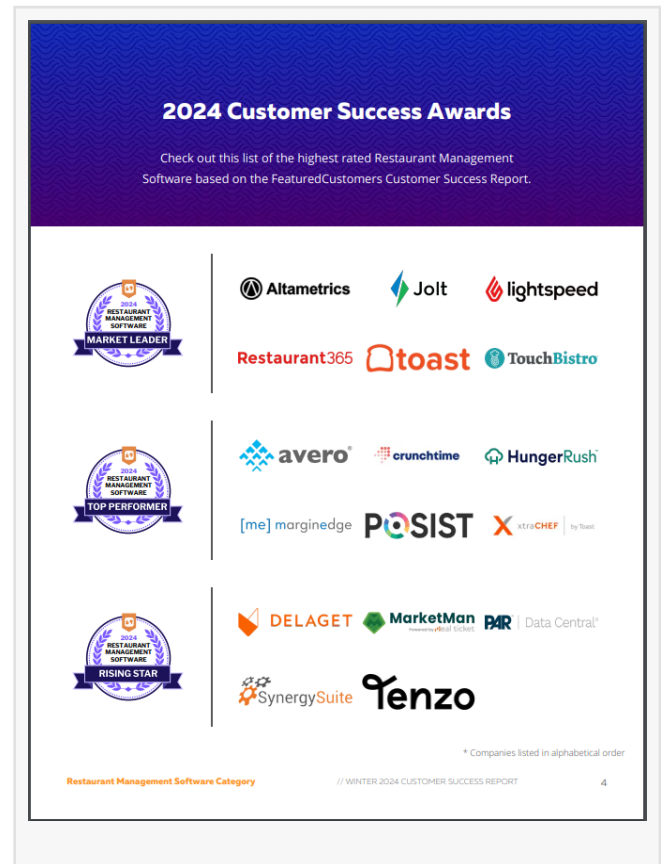 2024 Customer Success Awards
Check out this list of the highest rated Restaurant Management
Software based on the FeaturedCustomers Customer Success Report.
2024
RESTAURANT
MANAGEMENT
SOFTWARE
MARKET LEADER
Altametrics
Jolt
lightspeed
Restaurant365
toast
TouchBistro
2024
RESTAURANT
MANAGEMENT
SOFTWARE
TOP PERFORMER
avero®
crunchtime
HungerRush
[me] marginedge
POSIST
xtraCHEF | by Toast
2024
RESTAURANT
MANAGEMENT
SOFTWARE
RISING STAR
DELAGET
MarketMan
Powered by Meal ticket
PAR® | Data Central®
SynergySuite
Tenzo
* Companies listed in alphabetical order
Restaurant Management Software Category
// WINTER 2024 CUSTOMER SUCCESS REPORT
4